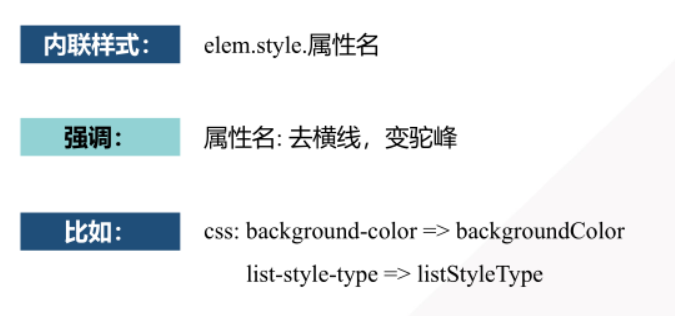 内联样式： elem.style.属性名
强调： 属性名: 去横线，变驼峰
比如： css: background-color => backgroundColor
list-style-type => listStyleType